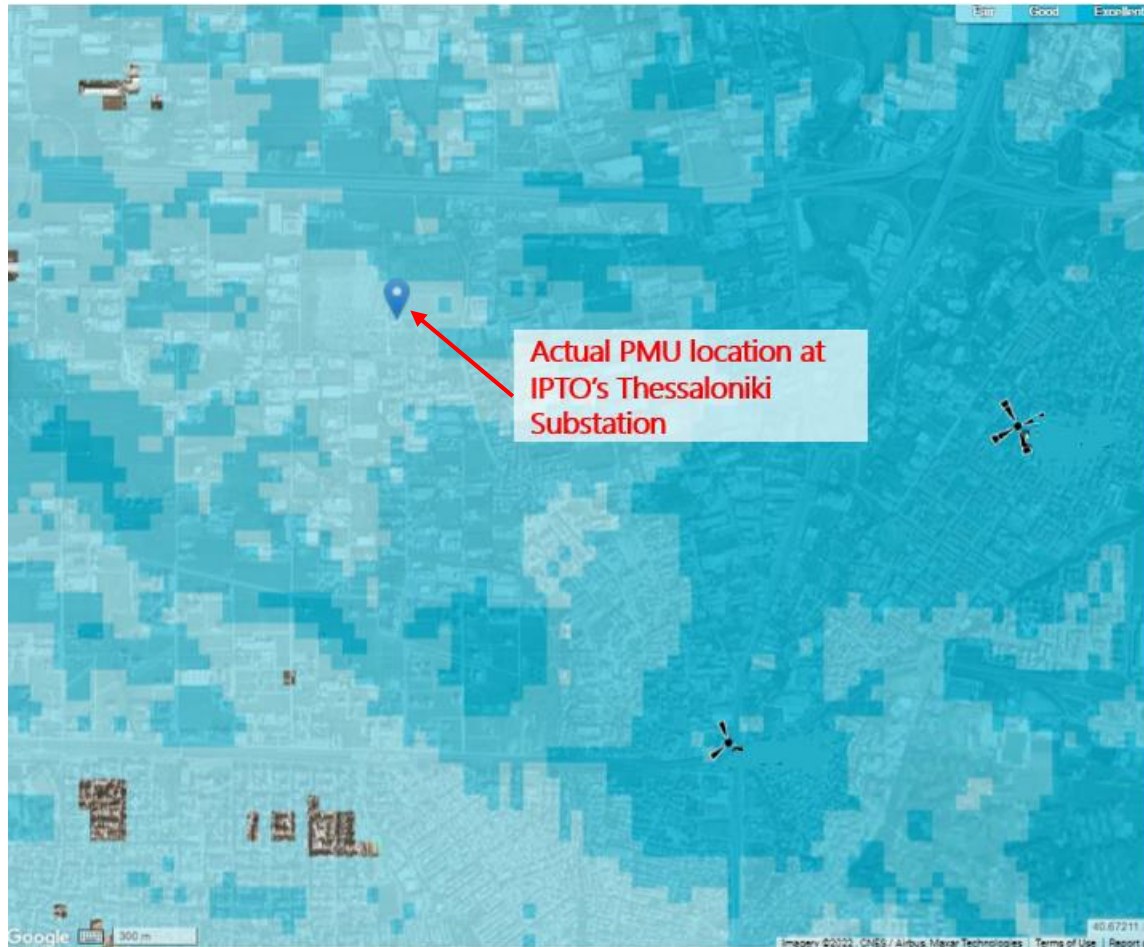 Fair Good Excellent
Actual PMU location at
IPTO's Thessaloniki
Substation
40.67211
Google 300 m Imagery ©2022, CNES / Airbus, Maxar Technologies Terms of Use